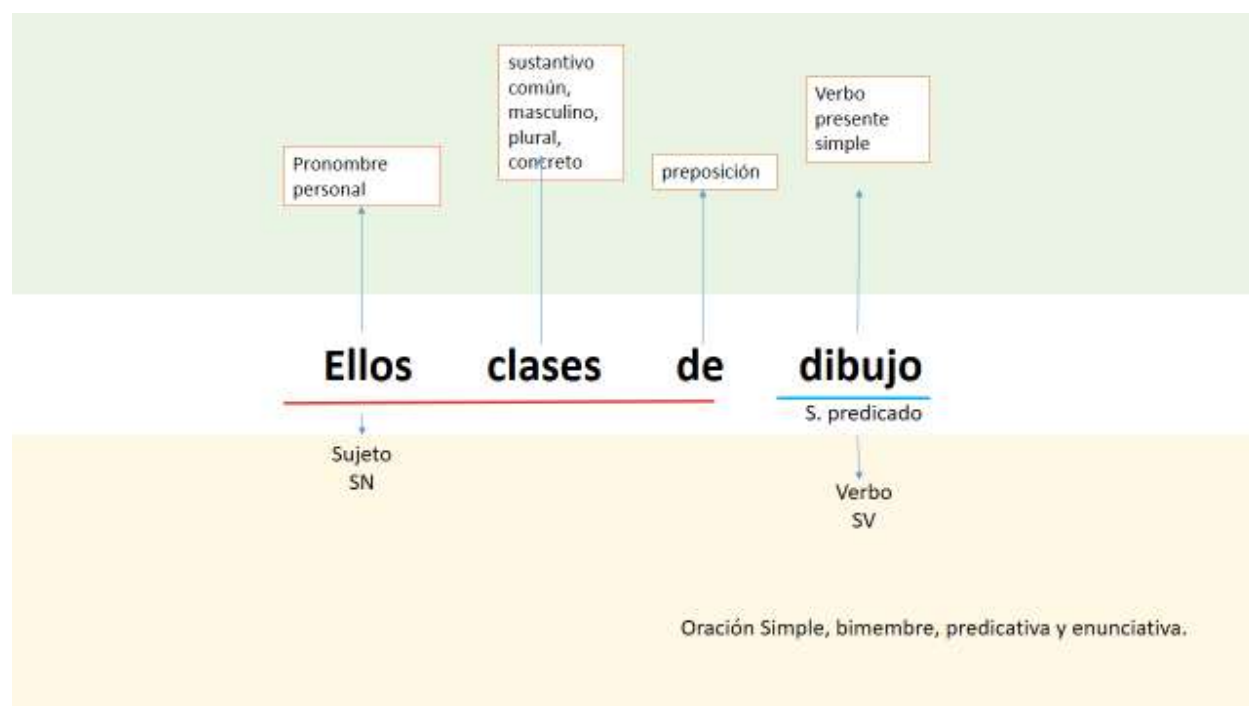 sustantivo
común,
masculino,
plural,
concreto
Verbo
presente
simple
Pronombre
personal
preposición
Ellos clases de dibujo
S. predicado
Sujeto
SN
Verbo
SV
Oración Simple, bimembre, predicativa y enunciativa.